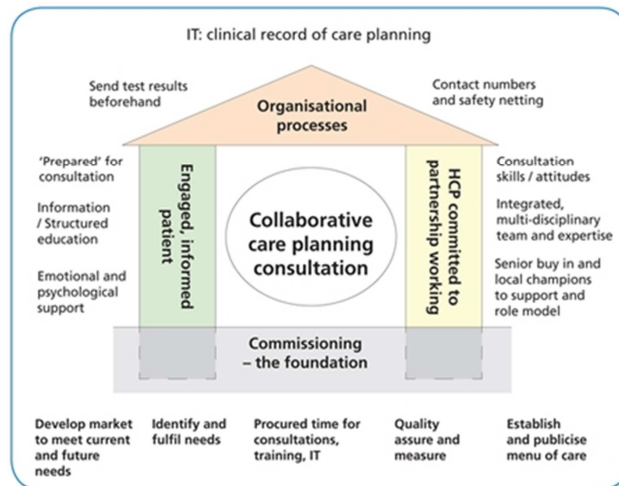 IT: clinical record of care planning
Send test results
beforehand
Contact numbers
and safety netting
Organisational
processes
'Prepared' for
consultation
Information
/ Structured
education
Emotional and
psychological
support
Engaged, informed
patient
Collaborative
care planning
consultation
HCP committed to
partnership working
Consultation
skills / attitudes
Integrated,
multi-disciplinary
team and expertise
Senior buy in and
local champions
to support and
role model
Commissioning
– the foundation
Develop market
to meet current
and future
needs
Identify and
fulfil needs
Procured time for
consultations,
training, IT
Quality
assure and
measure
Establish
and publicise
menu of care